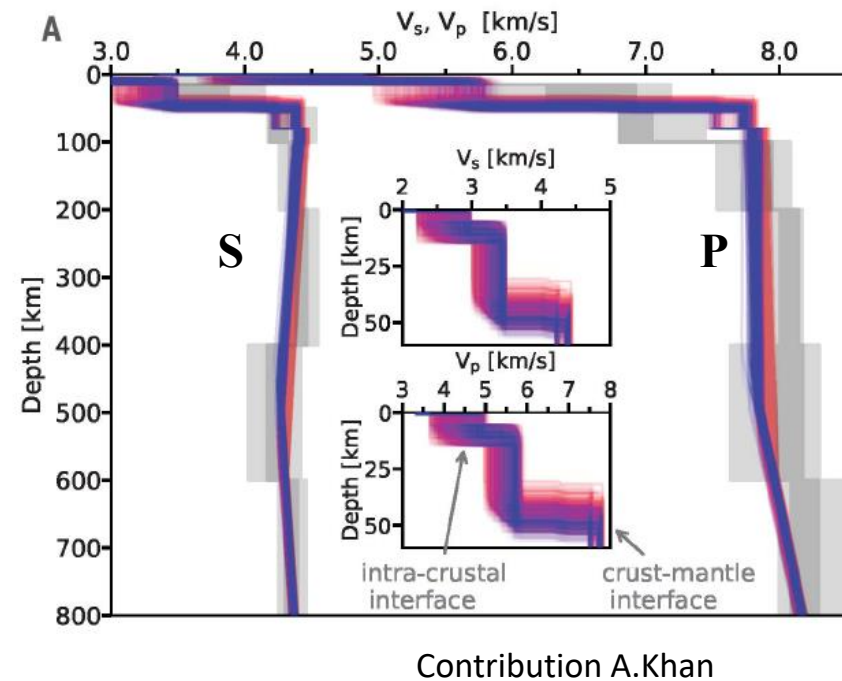 A
Vs, Vp [km/s]
3.0 4.0 5.0 6.0 7.0 8.0
Depth [km]
0
100
200
300
400
500
600
700
800
S
P
Vs [km/s]
2 3 4 5
Depth [km]
0
25
50
Vp [km/s]
3 4 5 6 7 8
Depth [km]
0
25
50
intra-crustal
interface
crust-mantle
interface
Contribution A.Khan